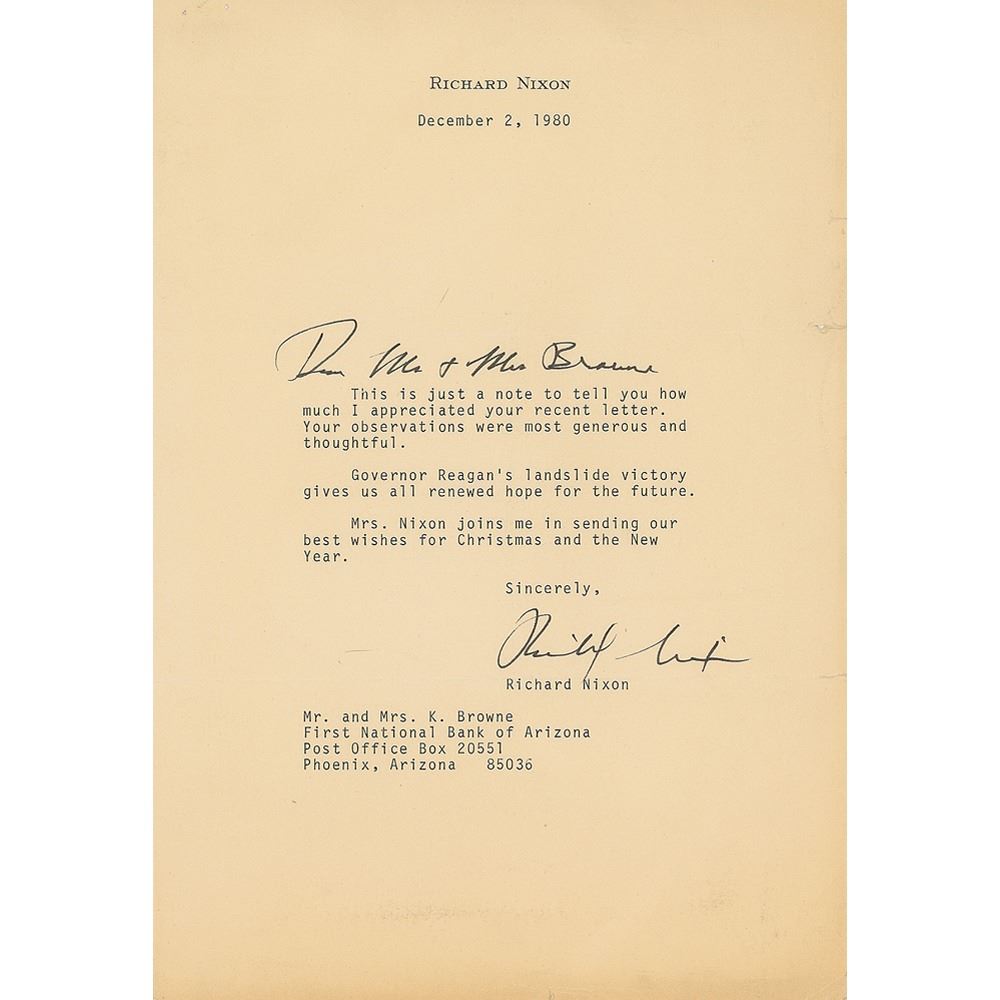 RICHARD NIXON
December 2, 1980
Dear Mr & Mrs Browne
This is just a note to tell you how
much I appreciated your recent letter.
Your observations were most generous and
thoughtful.
Governor Reagan's landslide victory
gives us all renewed hope for the future.
Mrs. Nixon joins me in sending our
best wishes for Christmas and the New
Year.
Sincerely,
Richard Nixon
Richard Nixon
Mr. and Mrs. K. Browne
First National Bank of Arizona
Post Office Box 20551
Phoenix, Arizona 85036